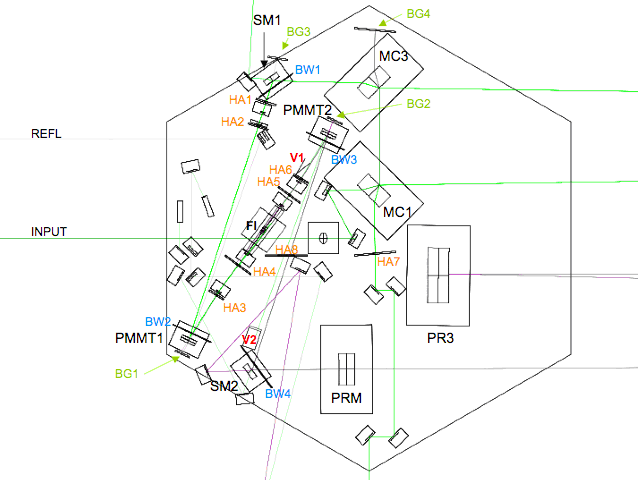 SM1
BG3
BG4
MC3
BW1
HA1
PMMT2
BG2
HA2
REFL
V1
BW3
HA6
HA5
MC1
FI
INPUT
HA8
HA7
HA4
HA3
BW2
PMMT1
V2
PR3
BG1
SM2
BW4
PRM